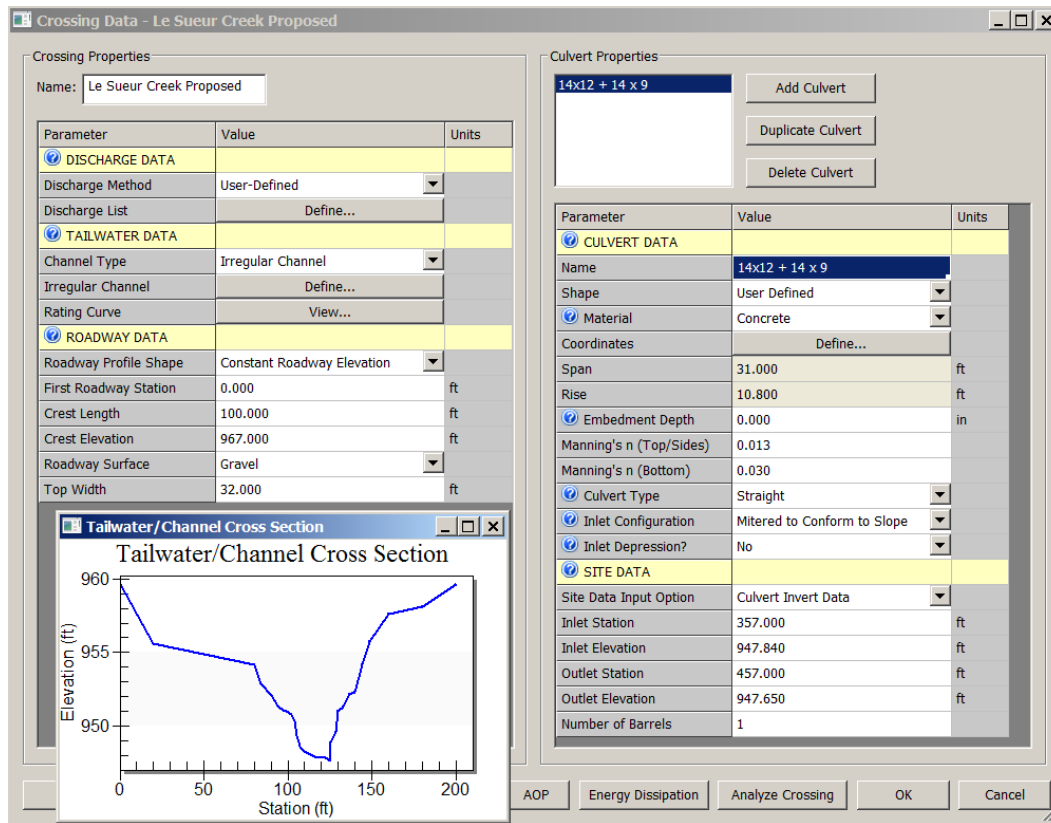 Crossing Data - Le Sueur Creek Proposed
Crossing Properties
Name: Le Sueur Creek Proposed
Parameter Value Units
DISCHARGE DATA
Discharge Method User-Defined
Discharge List Define...
TAILWATER DATA
Channel Type Irregular Channel
Irregular Channel Define...
Rating Curve View...
ROADWAY DATA
Roadway Profile Shape Constant Roadway Elevation
First Roadway Station 0.000 ft
Crest Length 100.000 ft
Crest Elevation 967.000 ft
Roadway Surface Gravel
Top Width 32.000 ft
Tailwater/Channel Cross Section
Tailwater/Channel Cross Section
960
955
950
Elevation (ft)
0 50 100 150 200
Station (ft)
Culvert Properties
14x12 + 14 x 9
Add Culvert
Duplicate Culvert
Delete Culvert
Parameter Value Units
CULVERT DATA
Name 14x12 + 14 x 9
Shape User Defined
Material Concrete
Coordinates Define...
Span 31.000 ft
Rise 10.800 ft
Embedment Depth 0.000 in
Manning's n (Top/Sides) 0.013
Manning's n (Bottom) 0.030
Culvert Type Straight
Inlet Configuration Mitered to Conform to Slope
Inlet Depression? No
SITE DATA
Site Data Input Option Culvert Invert Data
Inlet Station 357.000 ft
Inlet Elevation 947.840 ft
Outlet Station 457.000 ft
Outlet Elevation 947.650 ft
Number of Barrels 1
AOP Energy Dissipation Analyze Crossing OK Cancel